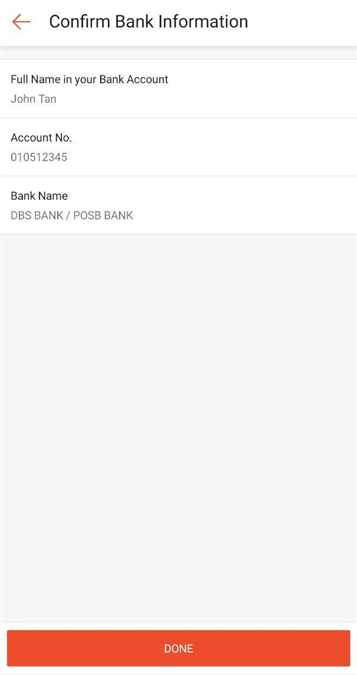 Confirm Bank Information
Full Name in your Bank Account
John Tan
Account No.
010512345
Bank Name
DBS BANK / POSB BANK
DONE